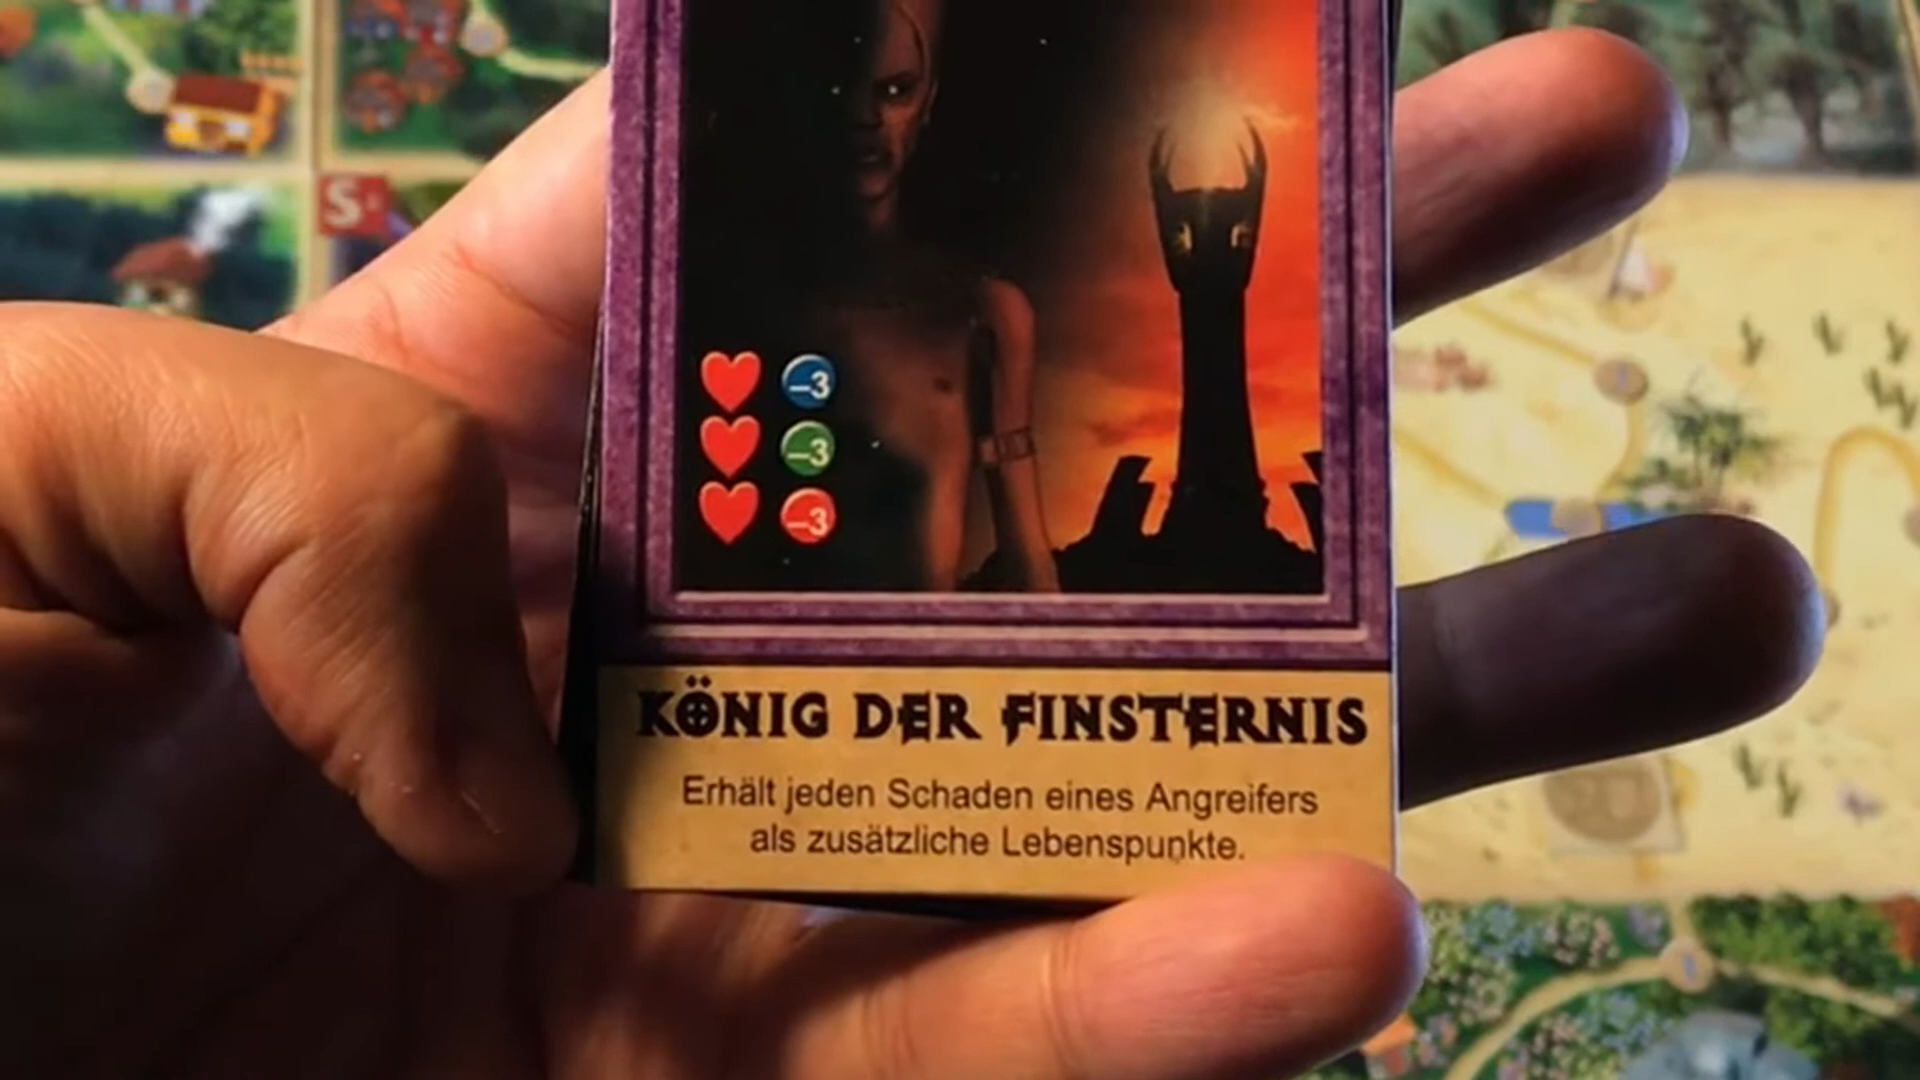 S
–3
–3
–3
KÖNIG DER FINSTERNIS
Erhält jeden Schaden eines Angreifers
als zusätzliche Lebenspunkte.